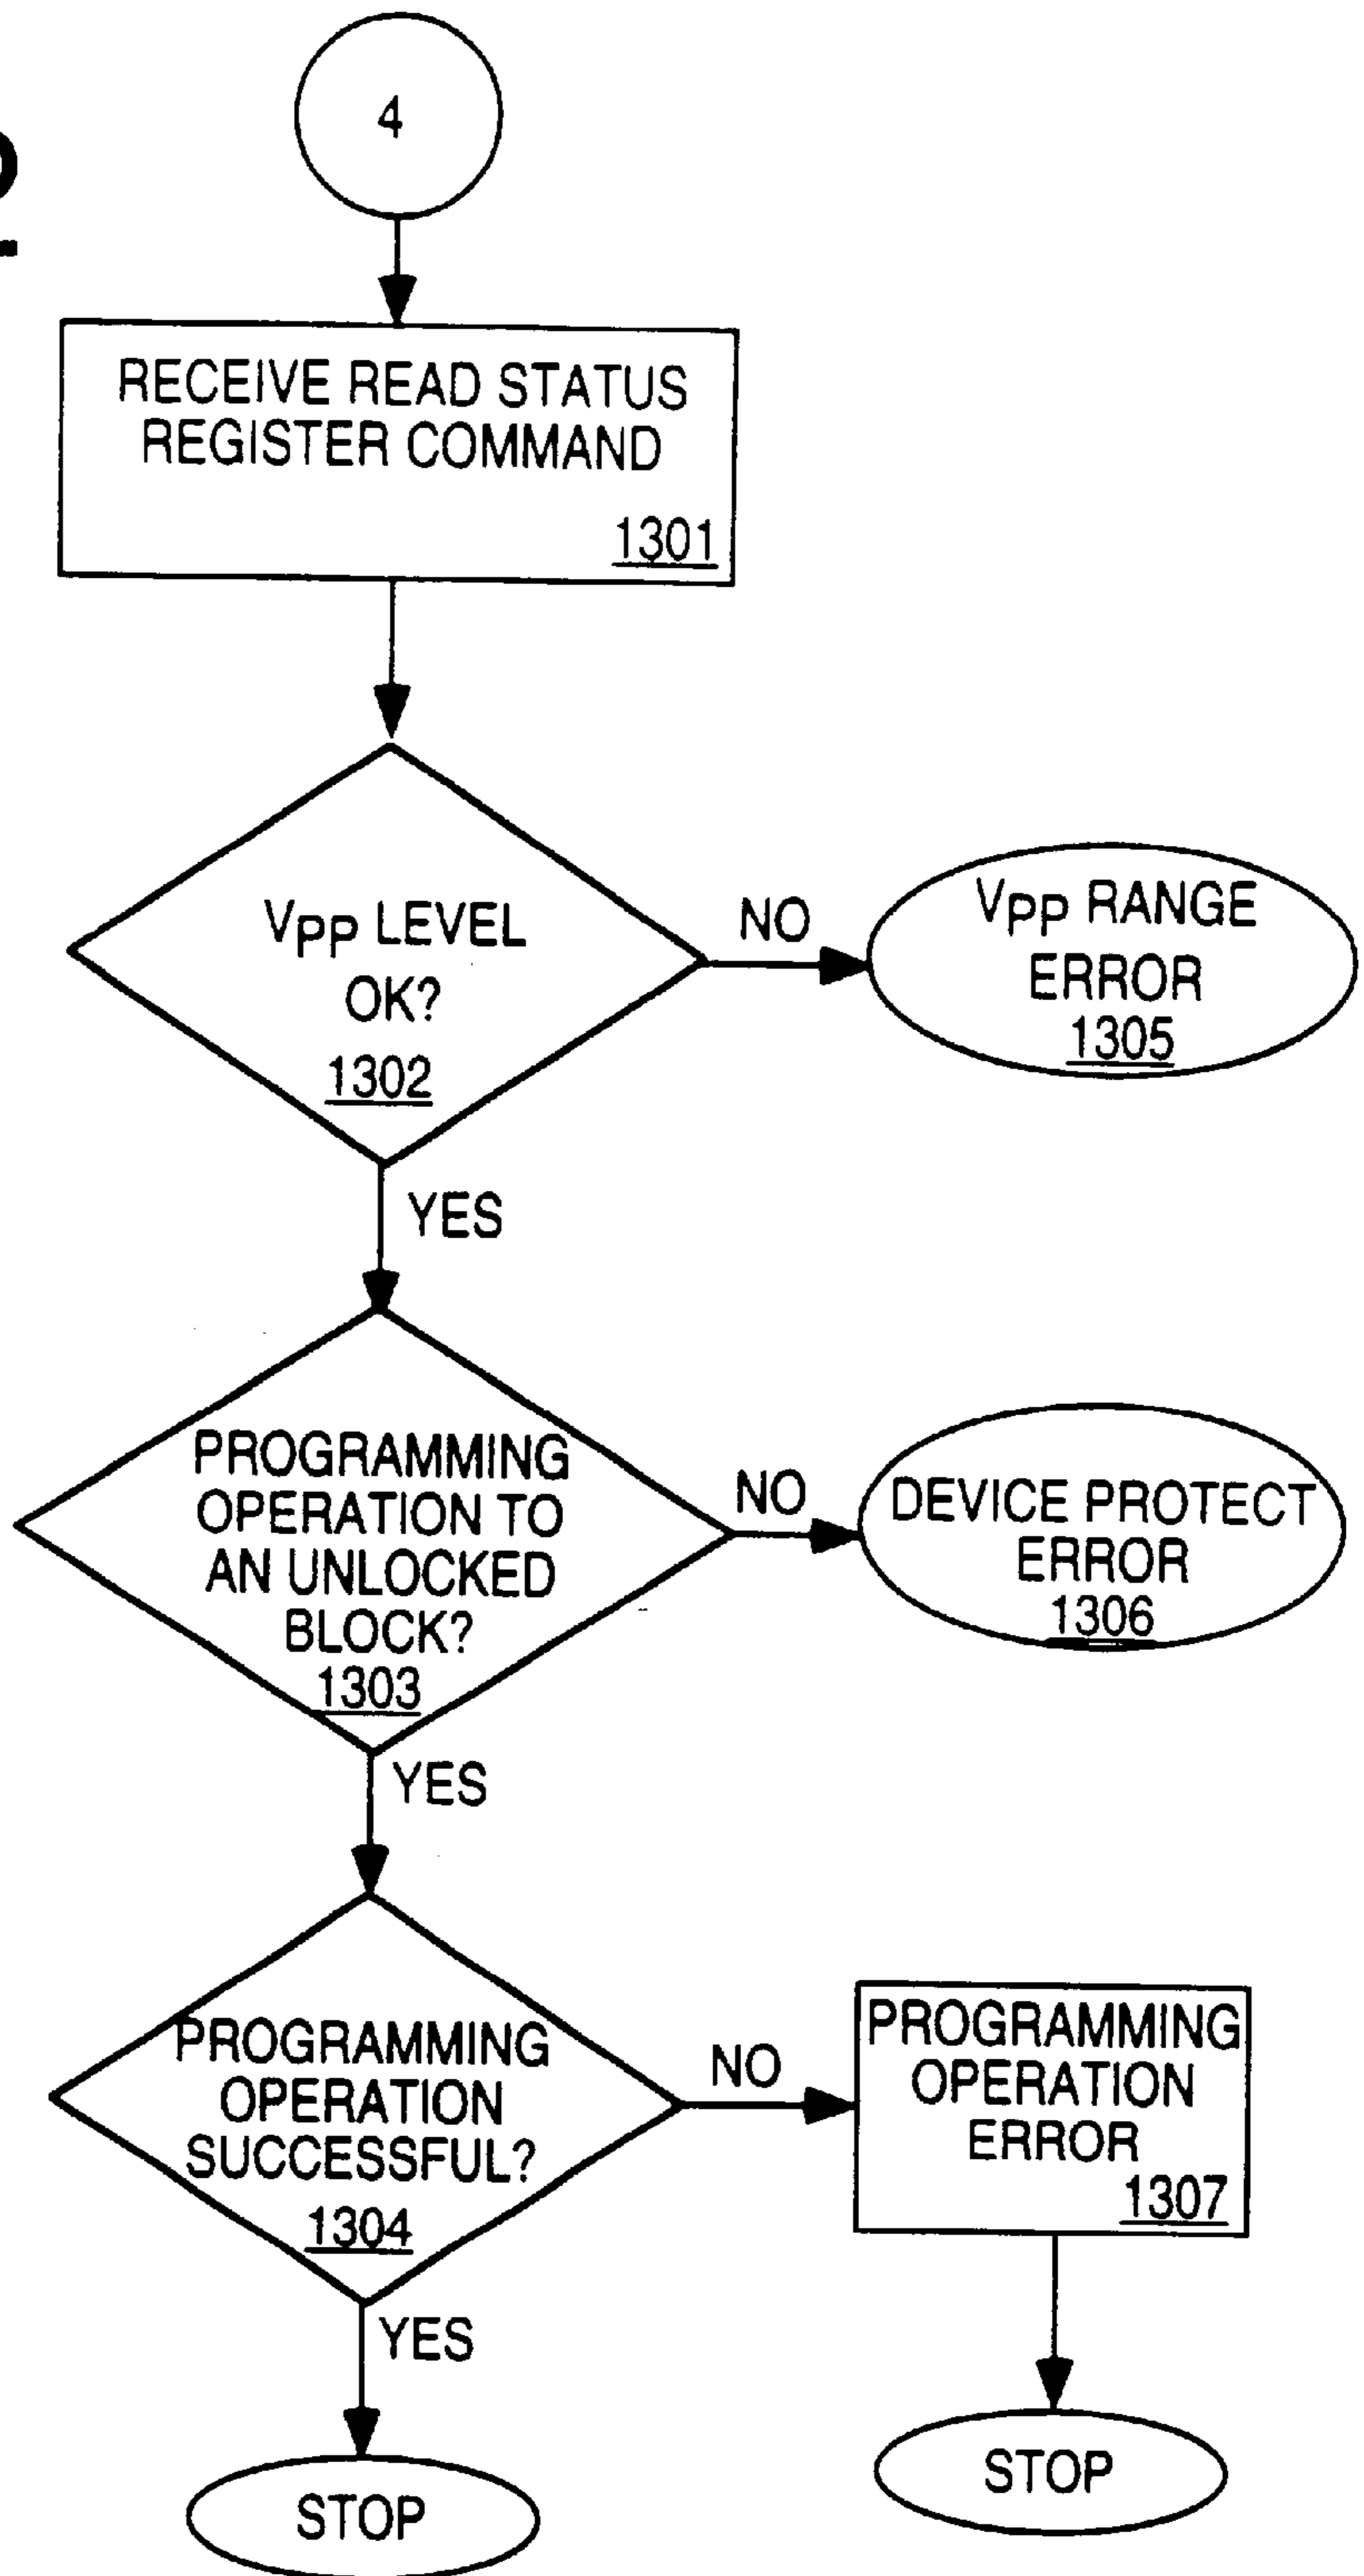 4
RECEIVE READ STATUS
REGISTER COMMAND
1301
VPP LEVEL
OK?
1302
NO
VPP RANGE
ERROR
1305
YES
PROGRAMMING
OPERATION TO
AN UNLOCKED
BLOCK?
1303
NO
DEVICE PROTECT
ERROR
1306
YES
PROGRAMMING
OPERATION
SUCCESSFUL?
1304
NO
PROGRAMMING
OPERATION
ERROR
1307
YES
STOP
STOP